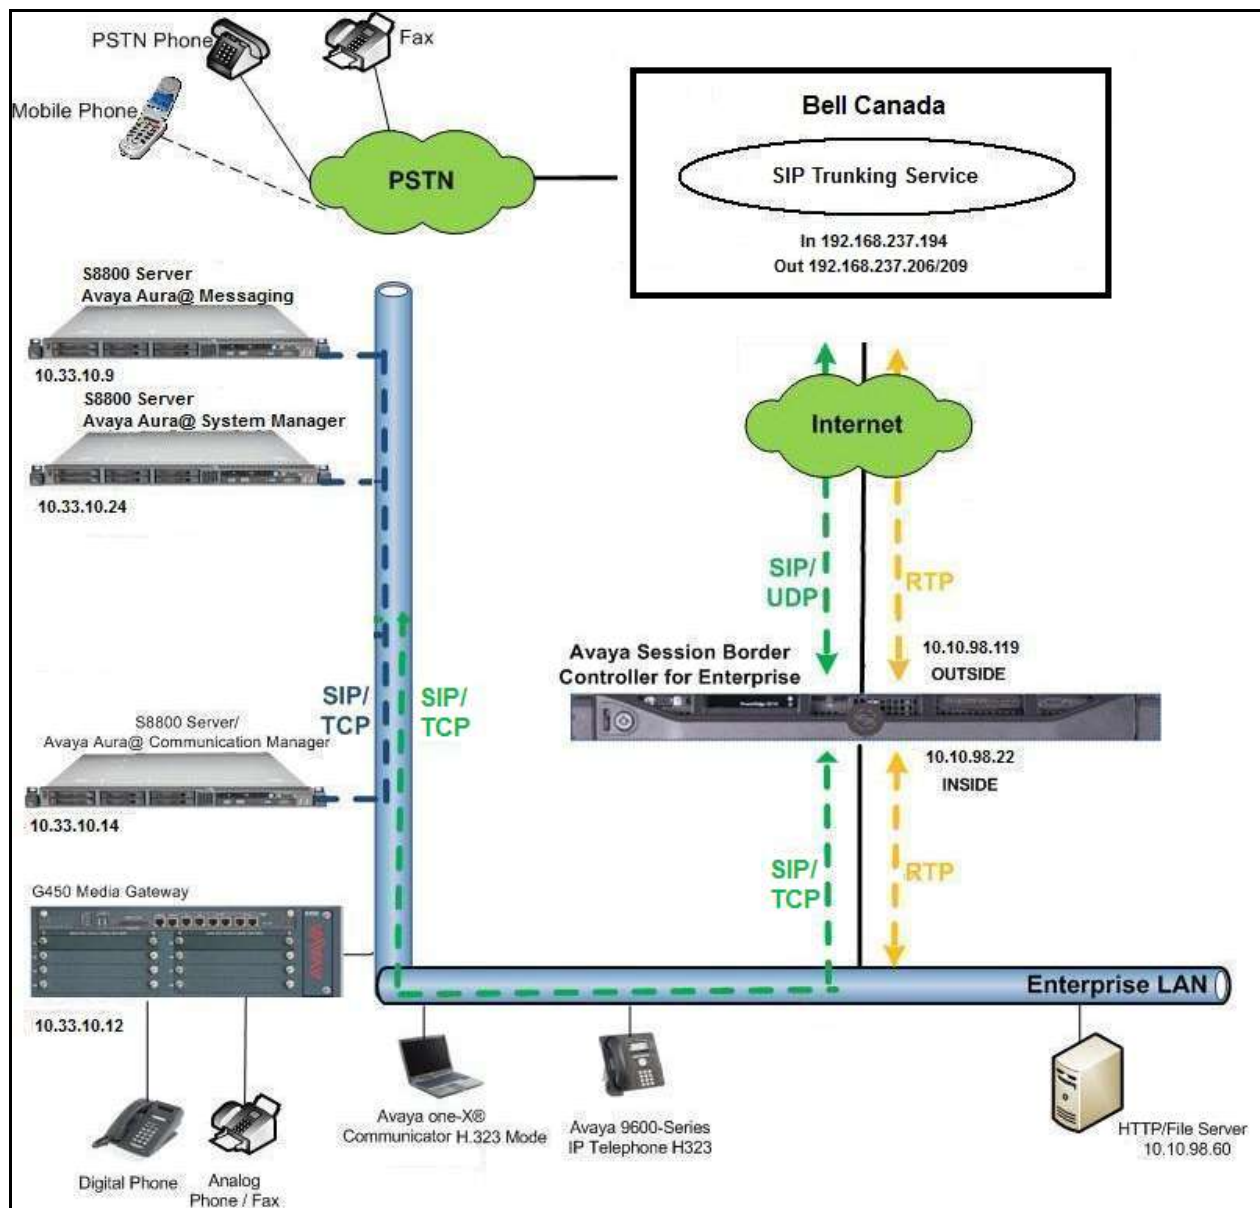 PSTN Phone
Fax
Mobile Phone
PSTN
Bell Canada
SIP Trunking Service
In 192.168.237.194
Out 192.168.237.206/209
S8800 Server
Avaya Aura@ Messaging
10.33.10.9
S8800 Server
Avaya Aura@ System Manager
10.33.10.24
Internet
SIP/
UDP
RTP
Avaya Session Border
Controller for Enterprise
10.10.98.119
OUTSIDE
SIP/
TCP
SIP/
TCP
S8800 Server/
Avaya Aura@ Communication Manager
10.33.10.14
10.10.98.22
INSIDE
SIP/
TCP
RTP
G450 Media Gateway
AVAYA
10.33.10.12
Enterprise LAN
Digital Phone
Analog
Phone / Fax
Avaya one-X®
Communicator H.323 Mode
Avaya 9600-Series
IP Telephone H323
HTTP/File Server
10.10.98.60